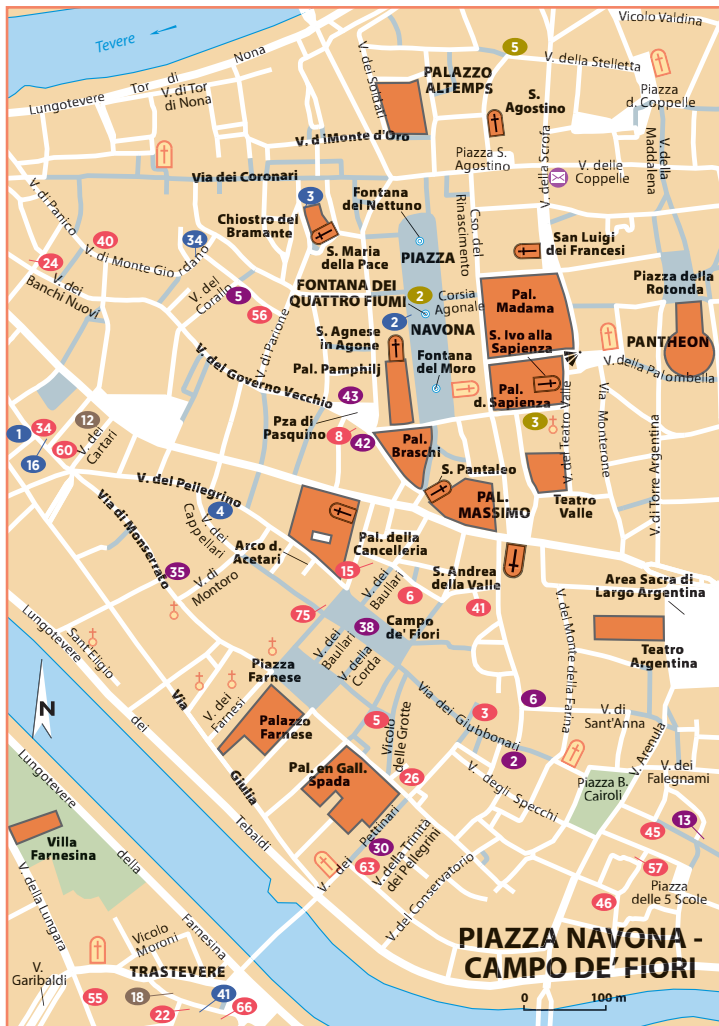 Vicolo Valdina
Tevere
Nona
5
V. della Stelletta
V. dei Soldati
PALAZZO
ALTEMPS
Tor di
V. di Tor
di Nona
Lungotevere
S.
Agostino
Piazza
d. Coppelle
V. d iMonte d'Oro
V. della Scrofa
V. della
Maddalena
Piazza S.
Agostino
V. delle
Coppelle
Via dei Coronari
3
Fontana
del Nettuno
V. di Panico
Chiostro del
Bramante
Cso. del
Rinascimento
40
34
24
V. di Monte Gio rdano
San Luigi
dei Francesi
V. dei
Banchi Nuovi
S. Maria
della Pace
PIAZZA
Piazza della
Rotonda
V. del
Corallo
5
56
FONTANA DEI
QUATTRO FIUMI
2
Corsia
Agonale
Pal.
Madama
2
NAVONA
V. di Parione
S. Agnese
in Agone
S. Ivo alla
Sapienza
PANTHEON
V. del Governo Vecchio
Pal. Pamphilj
Fontana
del Moro
V. della Palombella
43
Pal.
d. Sapienza
Pza di
Pasquino
8
42
3
V. del Teatro Valle
Via Monterone
1
34
12
16
60
V. dei
Cartari
Pal.
Braschi
S. Pantaleo
V. di Torre Argentina
V. del Pellegrino
PAL.
MASSIMO
Teatro
Valle
4
V. dei
Cappellari
Via di Monserrato
Arco d.
Acetari
Pal. della
Cancelleria
35
V. di
Montoro
15
S. Andrea
della Valle
V. dei
Baullari
6
41
Area Sacra di
Largo Argentina
75
38
Campo
de' Fiori
V. del Monte della Farina
Teatro
Argentina
Lungotevere
Sant'Eligio
dei
V. dei
Baullari
V. della
Corda
Piazza
Farnese
Via dei Giubbonari
6
V. di
Sant'Anna
N
Via
V. dei
Farnesi
Palazzo
Farnese
5
Vicolo
delle Grotte
3
2
V. Arenula
Giulia
Pal. en Gall.
Spada
26
V. degli Specchi
Piazza B.
Cairoli
V. dei
Falegnami
Lungotevere
Tebaldi
13
45
Villa
Farnesina
della
V. dei Pettinari
30
63
V. della Trinità
dei Pellegrini
57
V. della Lungara
V. del Conservatorio
46
Piazza
delle 5 Scole
Vicolo
Moroni
Farnesina
PIAZZA NAVONA -
CAMPO DE' FIORI
V.
Garibaldi
TRASTEVERE
55
18
41
22
66
0 100 m